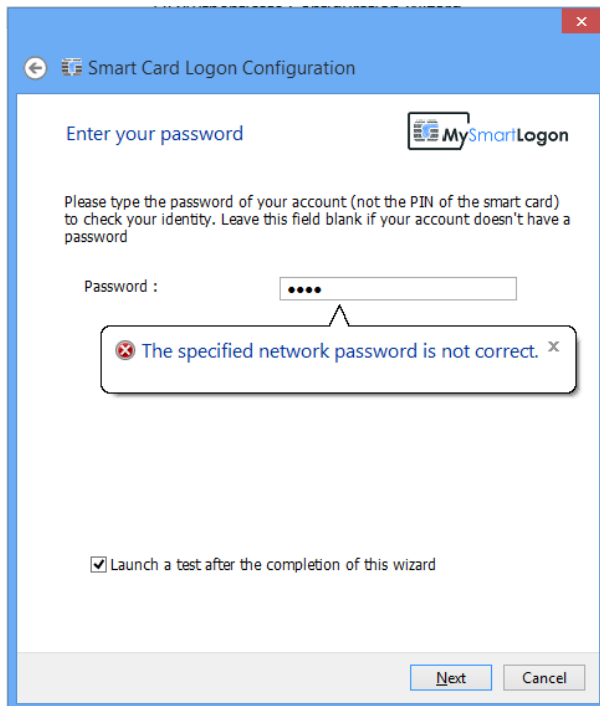 Smart Card Logon Configuration
Enter your password
MySmartLogon
Please type the password of your account (not the PIN of the smart card)
to check your identity. Leave this field blank if your account doesn't have a
password
Password :
••••
The specified network password is not correct.
Launch a test after the completion of this wizard
Next
Cancel